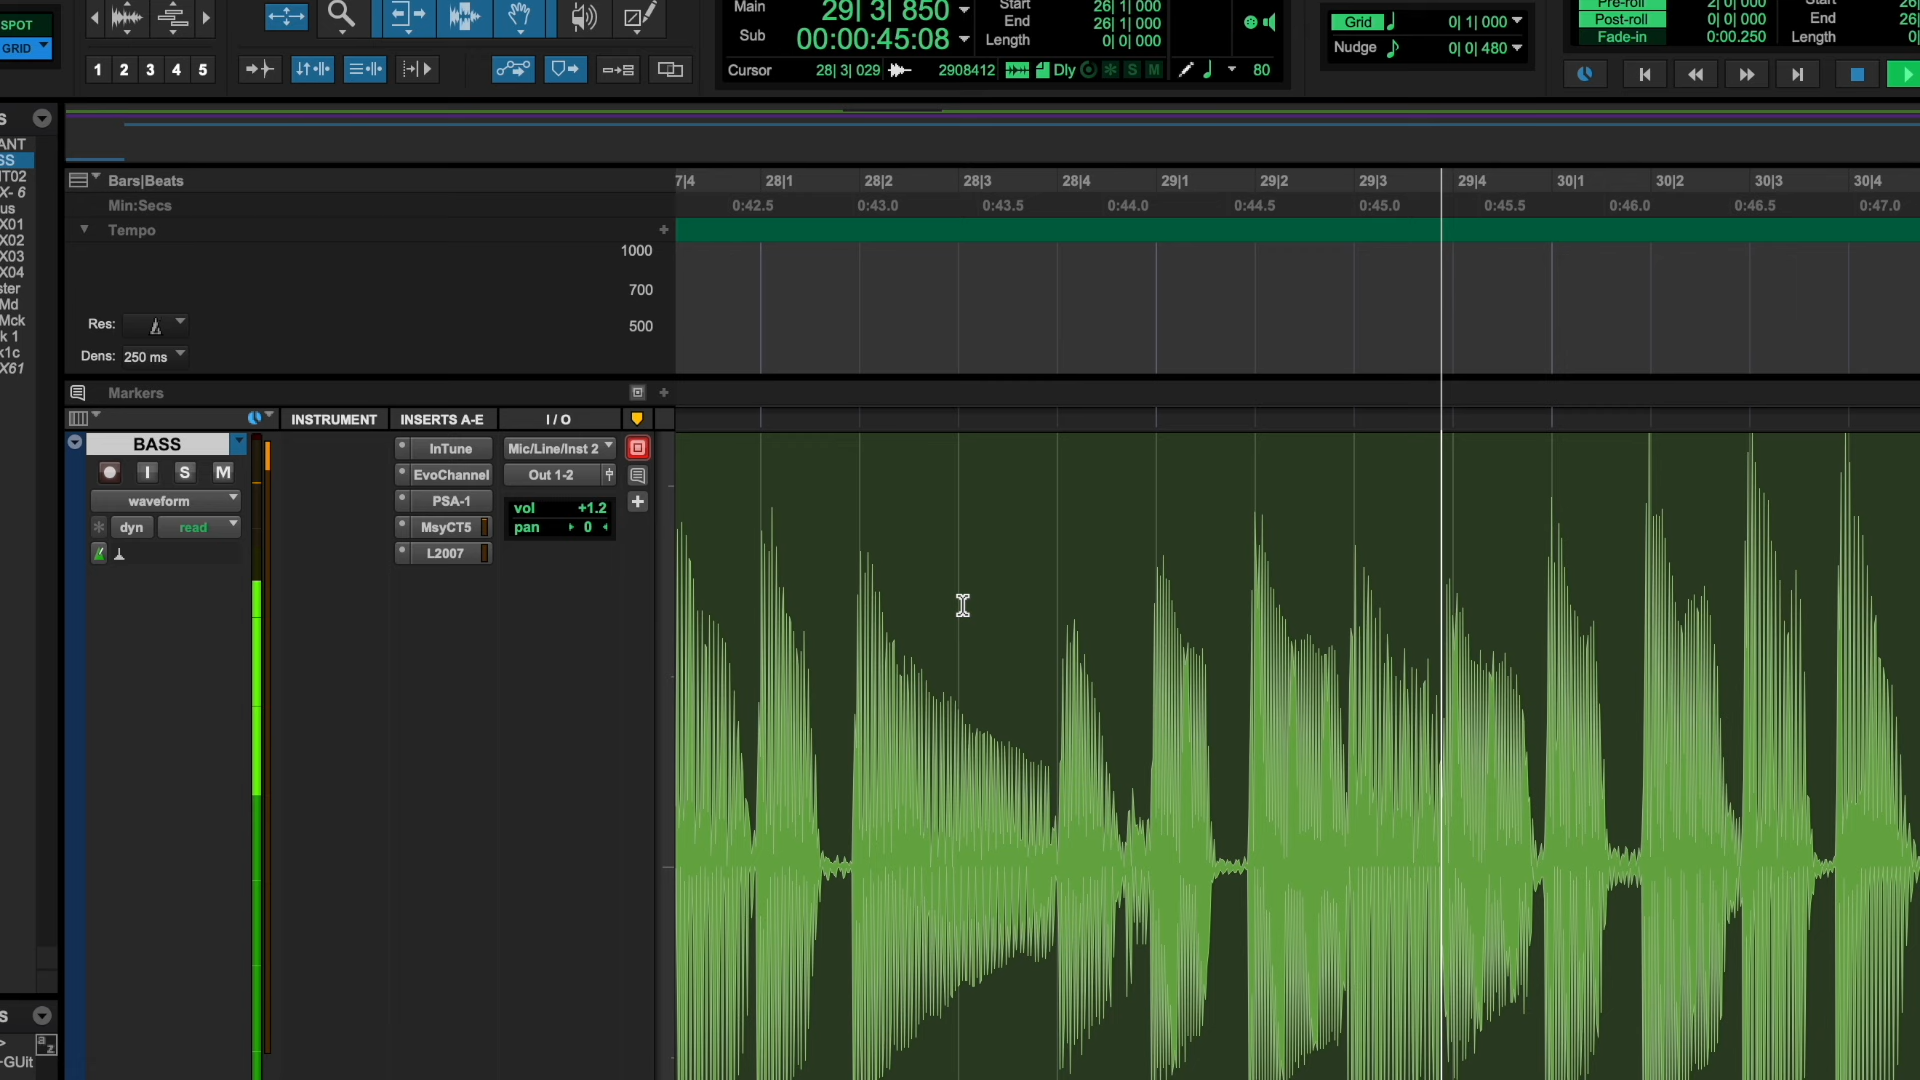 SPOT
GRID
1 2 3 4 5
Main 29| 3| 850
Sub 00:00:45:08
Cursor 28| 3| 029 2908412 Dly S M 80
Start 26| 1| 000
End 26| 1| 000
Length 0| 0| 000
Grid 0| 1| 000
Nudge 0| 0| 480
Pre-roll 2| 0| 000
Post-roll 0| 0| 000
Fade-in 0:00.250
Start
End
Length
Bars|Beats
7|4 28|1 28|2 28|3 28|4 29|1 29|2 29|3 29|4 30|1 30|2 30|3 30|4
Min:Secs
0:42.5 0:43.0 0:43.5 0:44.0 0:44.5 0:45.0 0:45.5 0:46.0 0:46.5 0:47.0
Tempo
1000
700
500
Res:
Dens: 250 ms
Markers
INSTRUMENT INSERTS A-E I / O
BASS
I S M
waveform
dyn read
InTune
EvoChannel
PSA-1
MsyCT5
L2007
Mic/Line/Inst 2
Out 1-2
vol +1.2
pan 0
S
ANT
SS
IT02
X- 6
us
X01
X02
X03
X04
ster
Md
Mck
k 1
k1c
X61
S
-GUit
a z